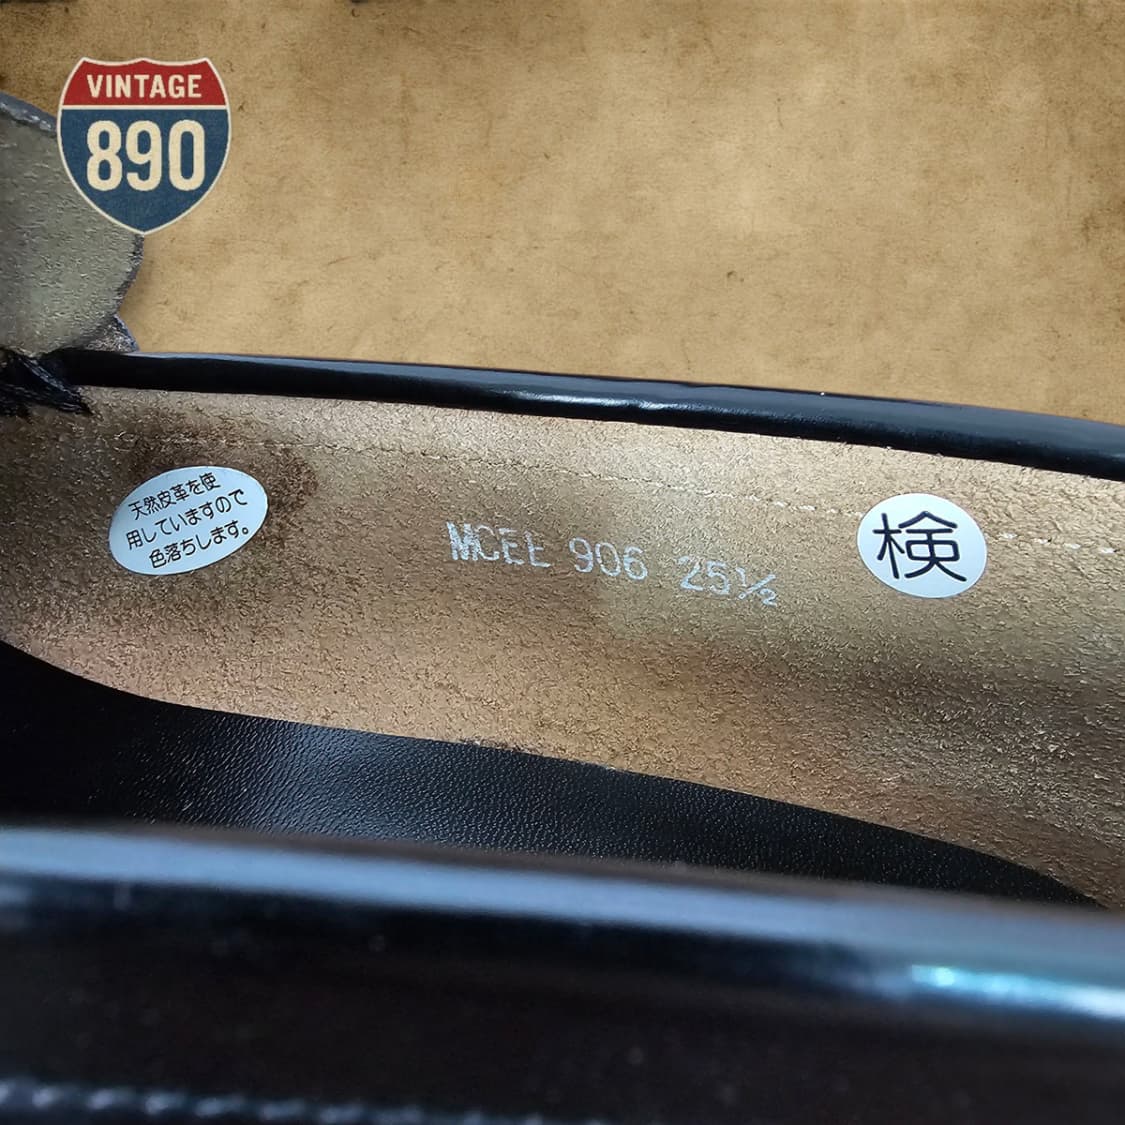 VINTAGE
890
天然皮革を使
用していますので
色落ちします。
MCEE 906 25½
検